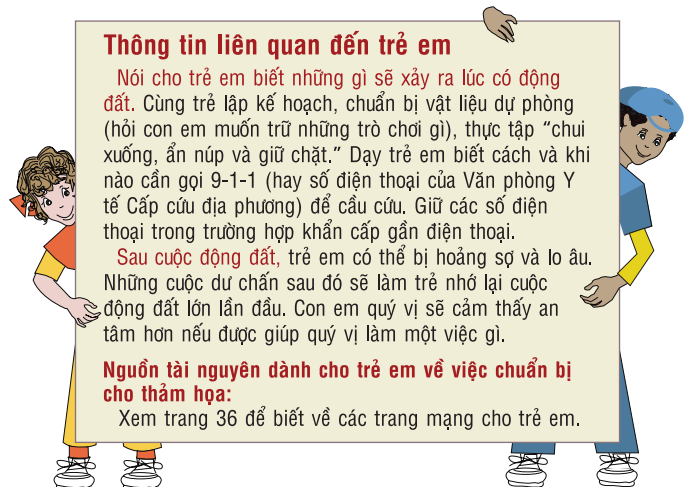 Thông tin liên quan đến trẻ em
Nói cho trẻ em biết những gì sẽ xảy ra lúc có động
đất. Cùng trẻ lập kế hoạch, chuẩn bị vật liệu dự phòng
(hỏi con em muốn trữ những trò chơi gì), thực tập “chui
xuống, ẩn núp và giữ chặt.” Dạy trẻ em biết cách và khi
nào cần gọi 9-1-1 (hay số điện thoại của Văn phòng Y
tế Cấp cứu địa phương) để cầu cứu. Giữ các số điện
thoại trong trường hợp khẩn cấp gần điện thoại.
Sau cuộc động đất, trẻ em có thể bị hoảng sợ và lo âu.
Những cuộc dư chấn sau đó sẽ làm trẻ nhớ lại cuộc
động đất lớn lần đầu. Con em quý vị sẽ cảm thấy an
tâm hơn nếu được giúp quý vị làm một việc gì.
Nguồn tài nguyên dành cho trẻ em về việc chuẩn bị
cho thảm họa:
Xem trang 36 để biết về các trang mạng cho trẻ em.